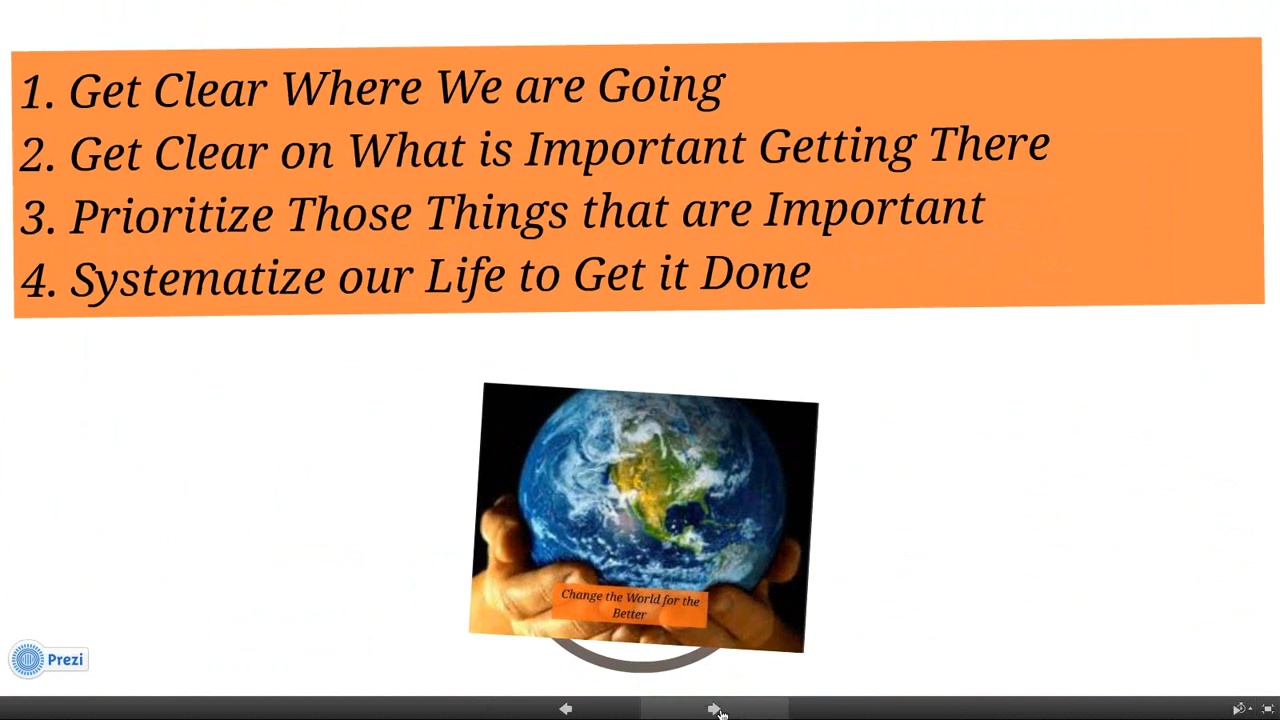 1. Get Clear Where We are Going
2. Get Clear on What is Important Getting There
3. Prioritize Those Things that are Important
4. Systematize our Life to Get it Done
Change the World for the
Better
Prezi